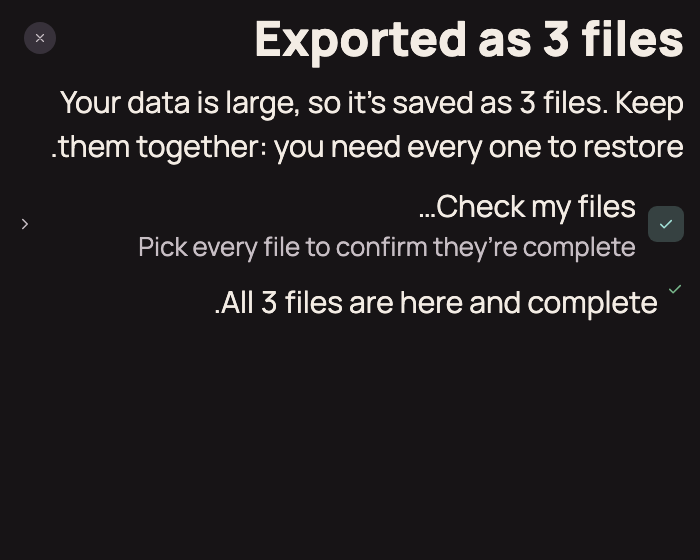 Exported as 3 files
Your data is large, so it's saved as 3 files. Keep
them together: you need every one to restore.
Check my files…
Pick every file to confirm they're complete
All 3 files are here and complete.